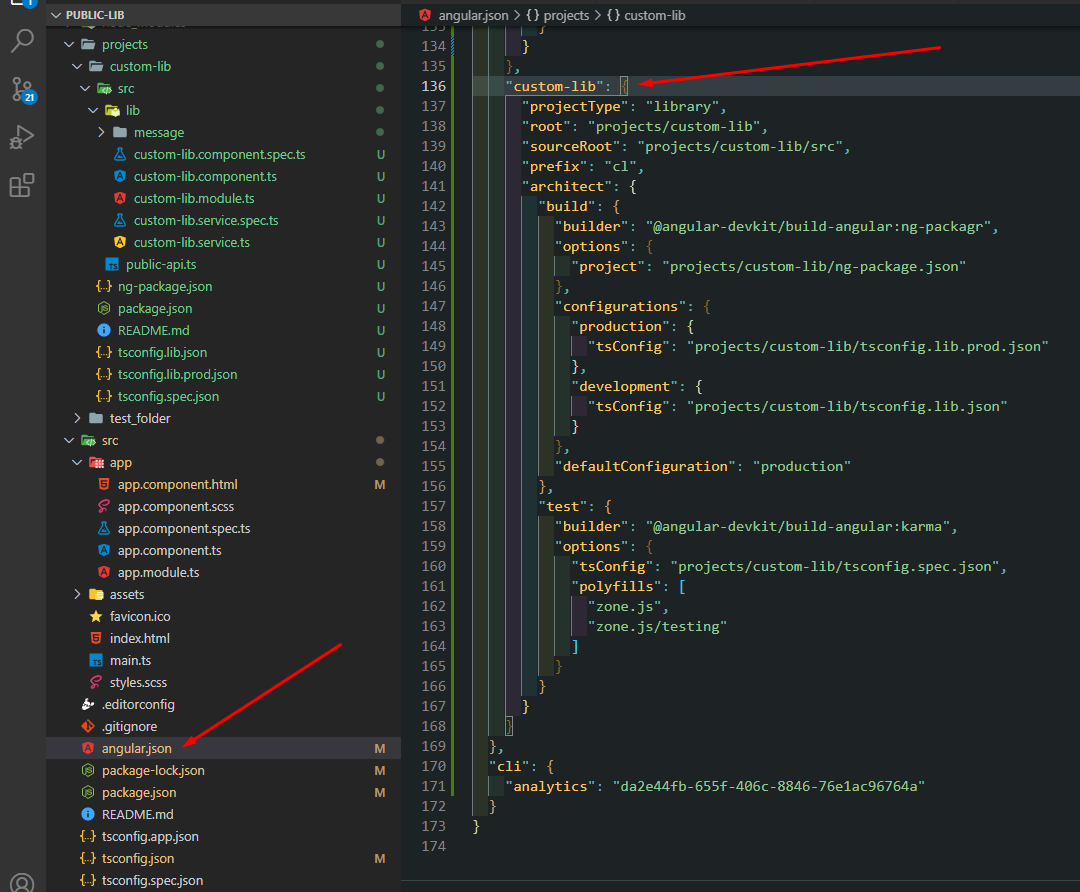 1
21
PUBLIC-LIB
node_modules
projects
custom-lib
src
lib
message
custom-lib.component.spec.ts U
custom-lib.component.ts U
custom-lib.module.ts U
custom-lib.service.spec.ts U
custom-lib.service.ts U
TS public-api.ts U
{..} ng-package.json U
package.json U
README.md U
{..} tsconfig.lib.json U
{..} tsconfig.lib.prod.json U
{..} tsconfig.spec.json U
test_folder
src
app
app.component.html M
app.component.scss
app.component.spec.ts
app.component.ts
app.module.ts
assets
favicon.ico
index.html
TS main.ts
styles.scss
.editorconfig
.gitignore
angular.json M
package-lock.json M
package.json M
README.md
{..} tsconfig.app.json
{..} tsconfig.json M
{..} tsconfig.spec.json
angular.json > {} projects > {} custom-lib
133 }
134 }
135 },
136 "custom-lib": {
137 "projectType": "library",
138 "root": "projects/custom-lib",
139 "sourceRoot": "projects/custom-lib/src",
140 "prefix": "cl",
141 "architect": {
142 "build": {
143 "builder": "@angular-devkit/build-angular:ng-packagr",
144 "options": {
145 "project": "projects/custom-lib/ng-package.json"
146 },
147 "configurations": {
148 "production": {
149 "tsConfig": "projects/custom-lib/tsconfig.lib.prod.json"
150 },
151 "development": {
152 "tsConfig": "projects/custom-lib/tsconfig.lib.json"
153 }
154 },
155 "defaultConfiguration": "production"
156 },
157 "test": {
158 "builder": "@angular-devkit/build-angular:karma",
159 "options": {
160 "tsConfig": "projects/custom-lib/tsconfig.spec.json",
161 "polyfills": [
162 "zone.js",
163 "zone.js/testing"
164 ]
165 }
166 }
167 }
168 }
169 },
170 "cli": {
171 "analytics": "da2e44fb-655f-406c-8846-76e1ac96764a"
172 }
173 }
174